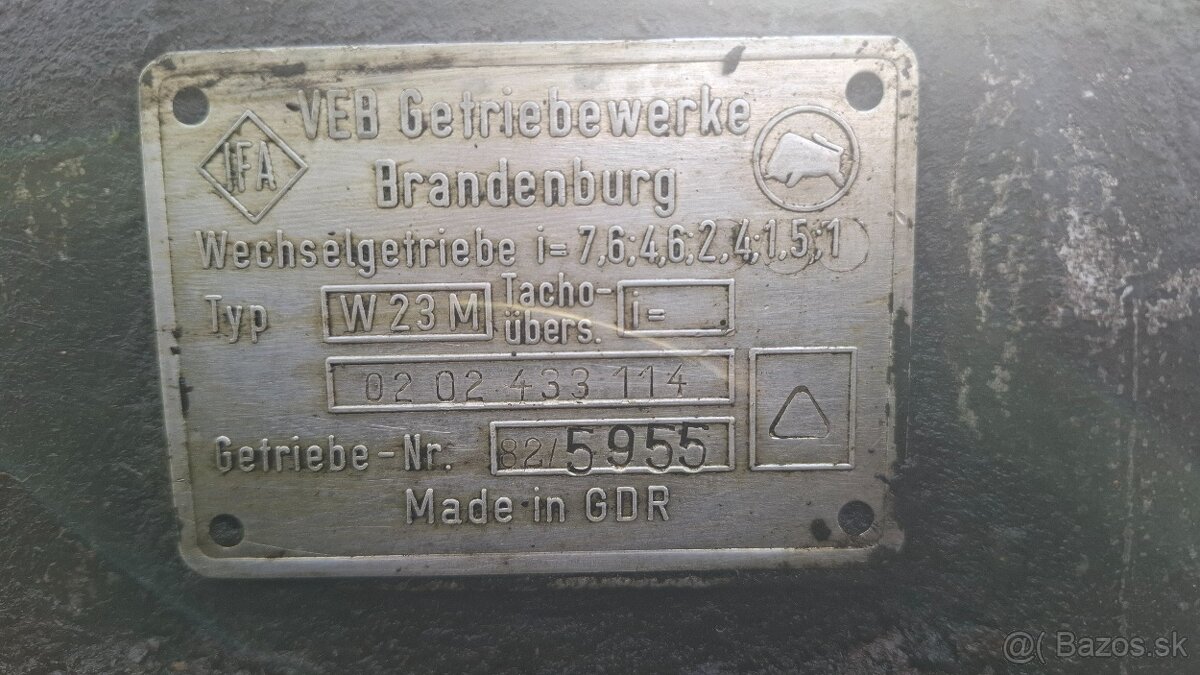 VEB Getriebewerke
IFA
Brandenburg
Wechselgetriebe i= 7,6;4,6;2,4;1,5;1
Typ W 23 M Tacho-übers. i=
02 02 433 114
Getriebe-Nr. 82/5955
Made in GDR
@( Bazos.sk